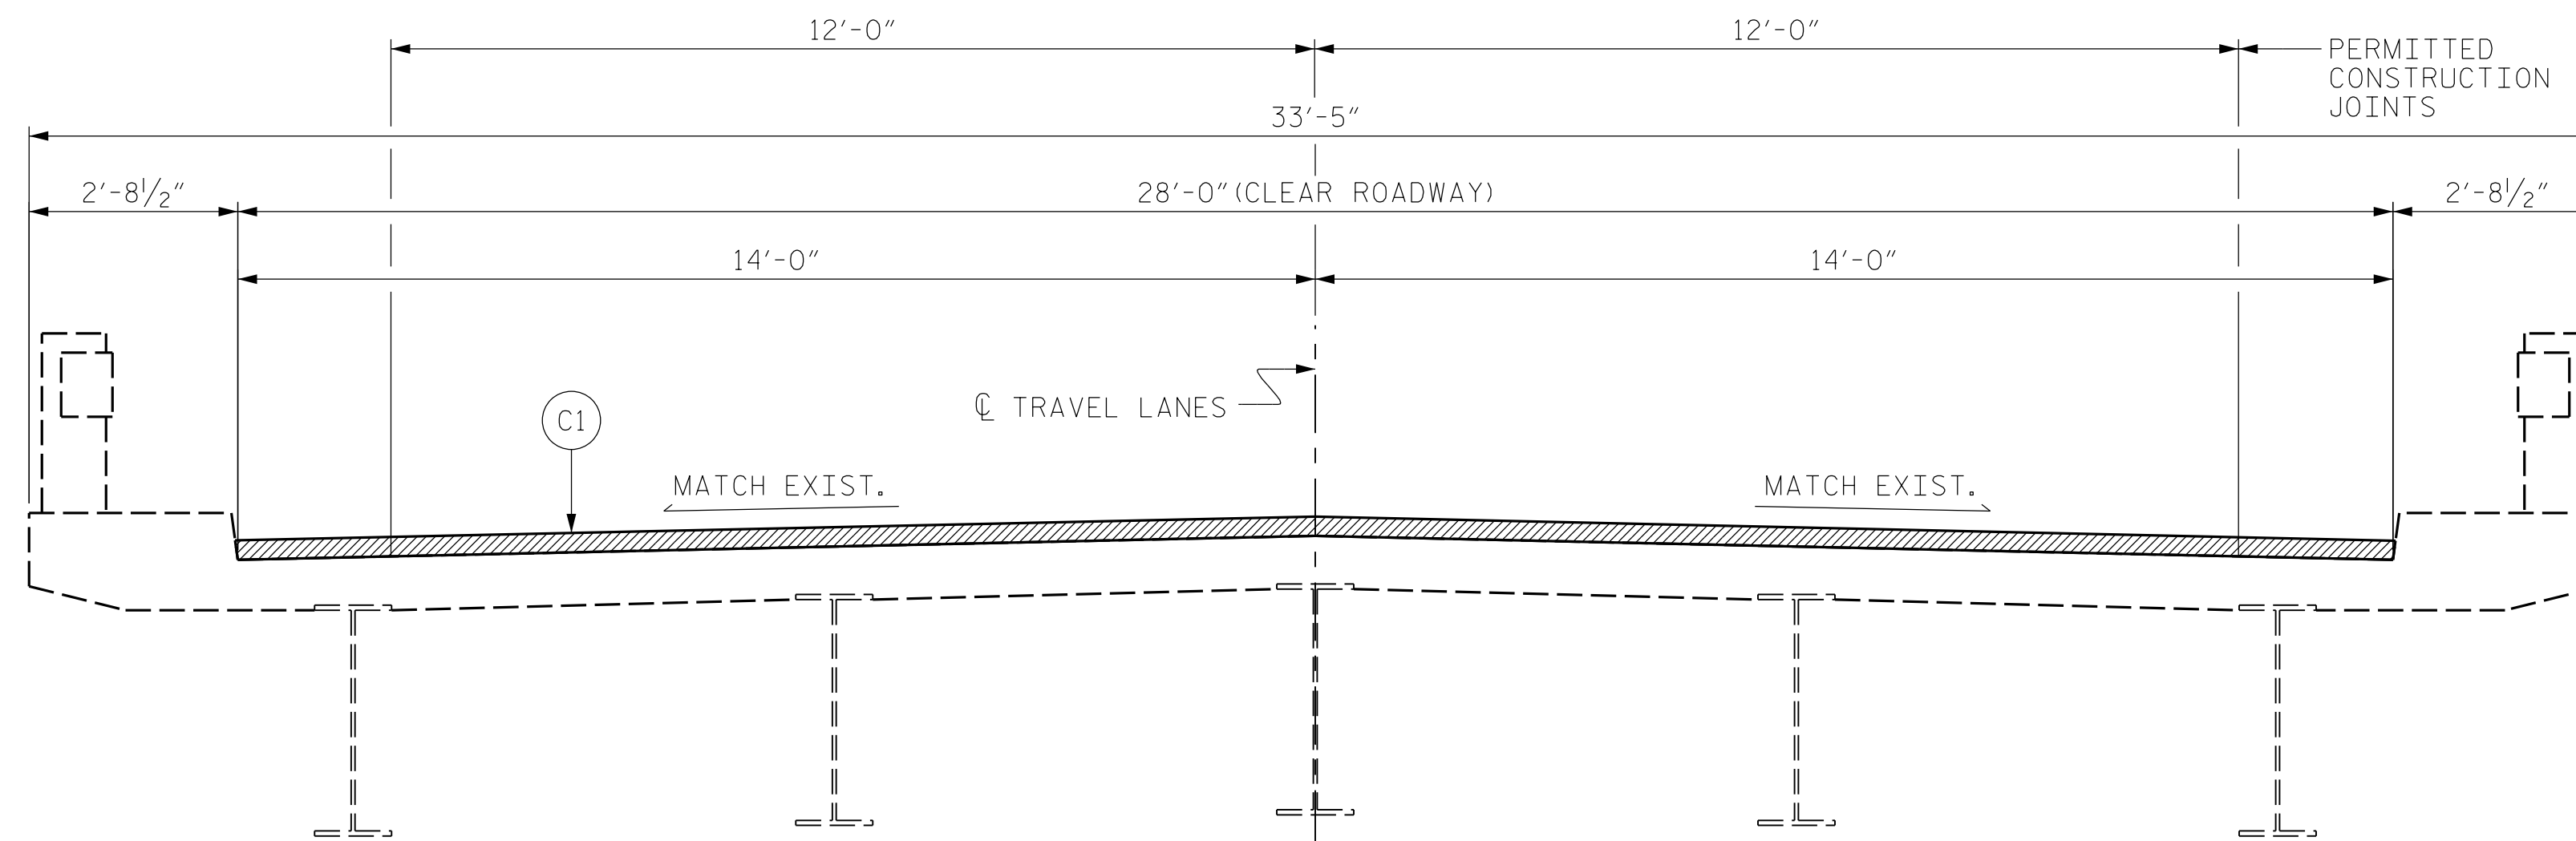 12'-0"
12'-0"
PERMITTED
CONSTRUCTION
JOINTS
33'-5"
2'-8½"
28'-0"(CLEAR ROADWAY)
2'-8½"
14'-0"
14'-0"
℄ TRAVEL LANES
C1
MATCH EXIST.
MATCH EXIST.